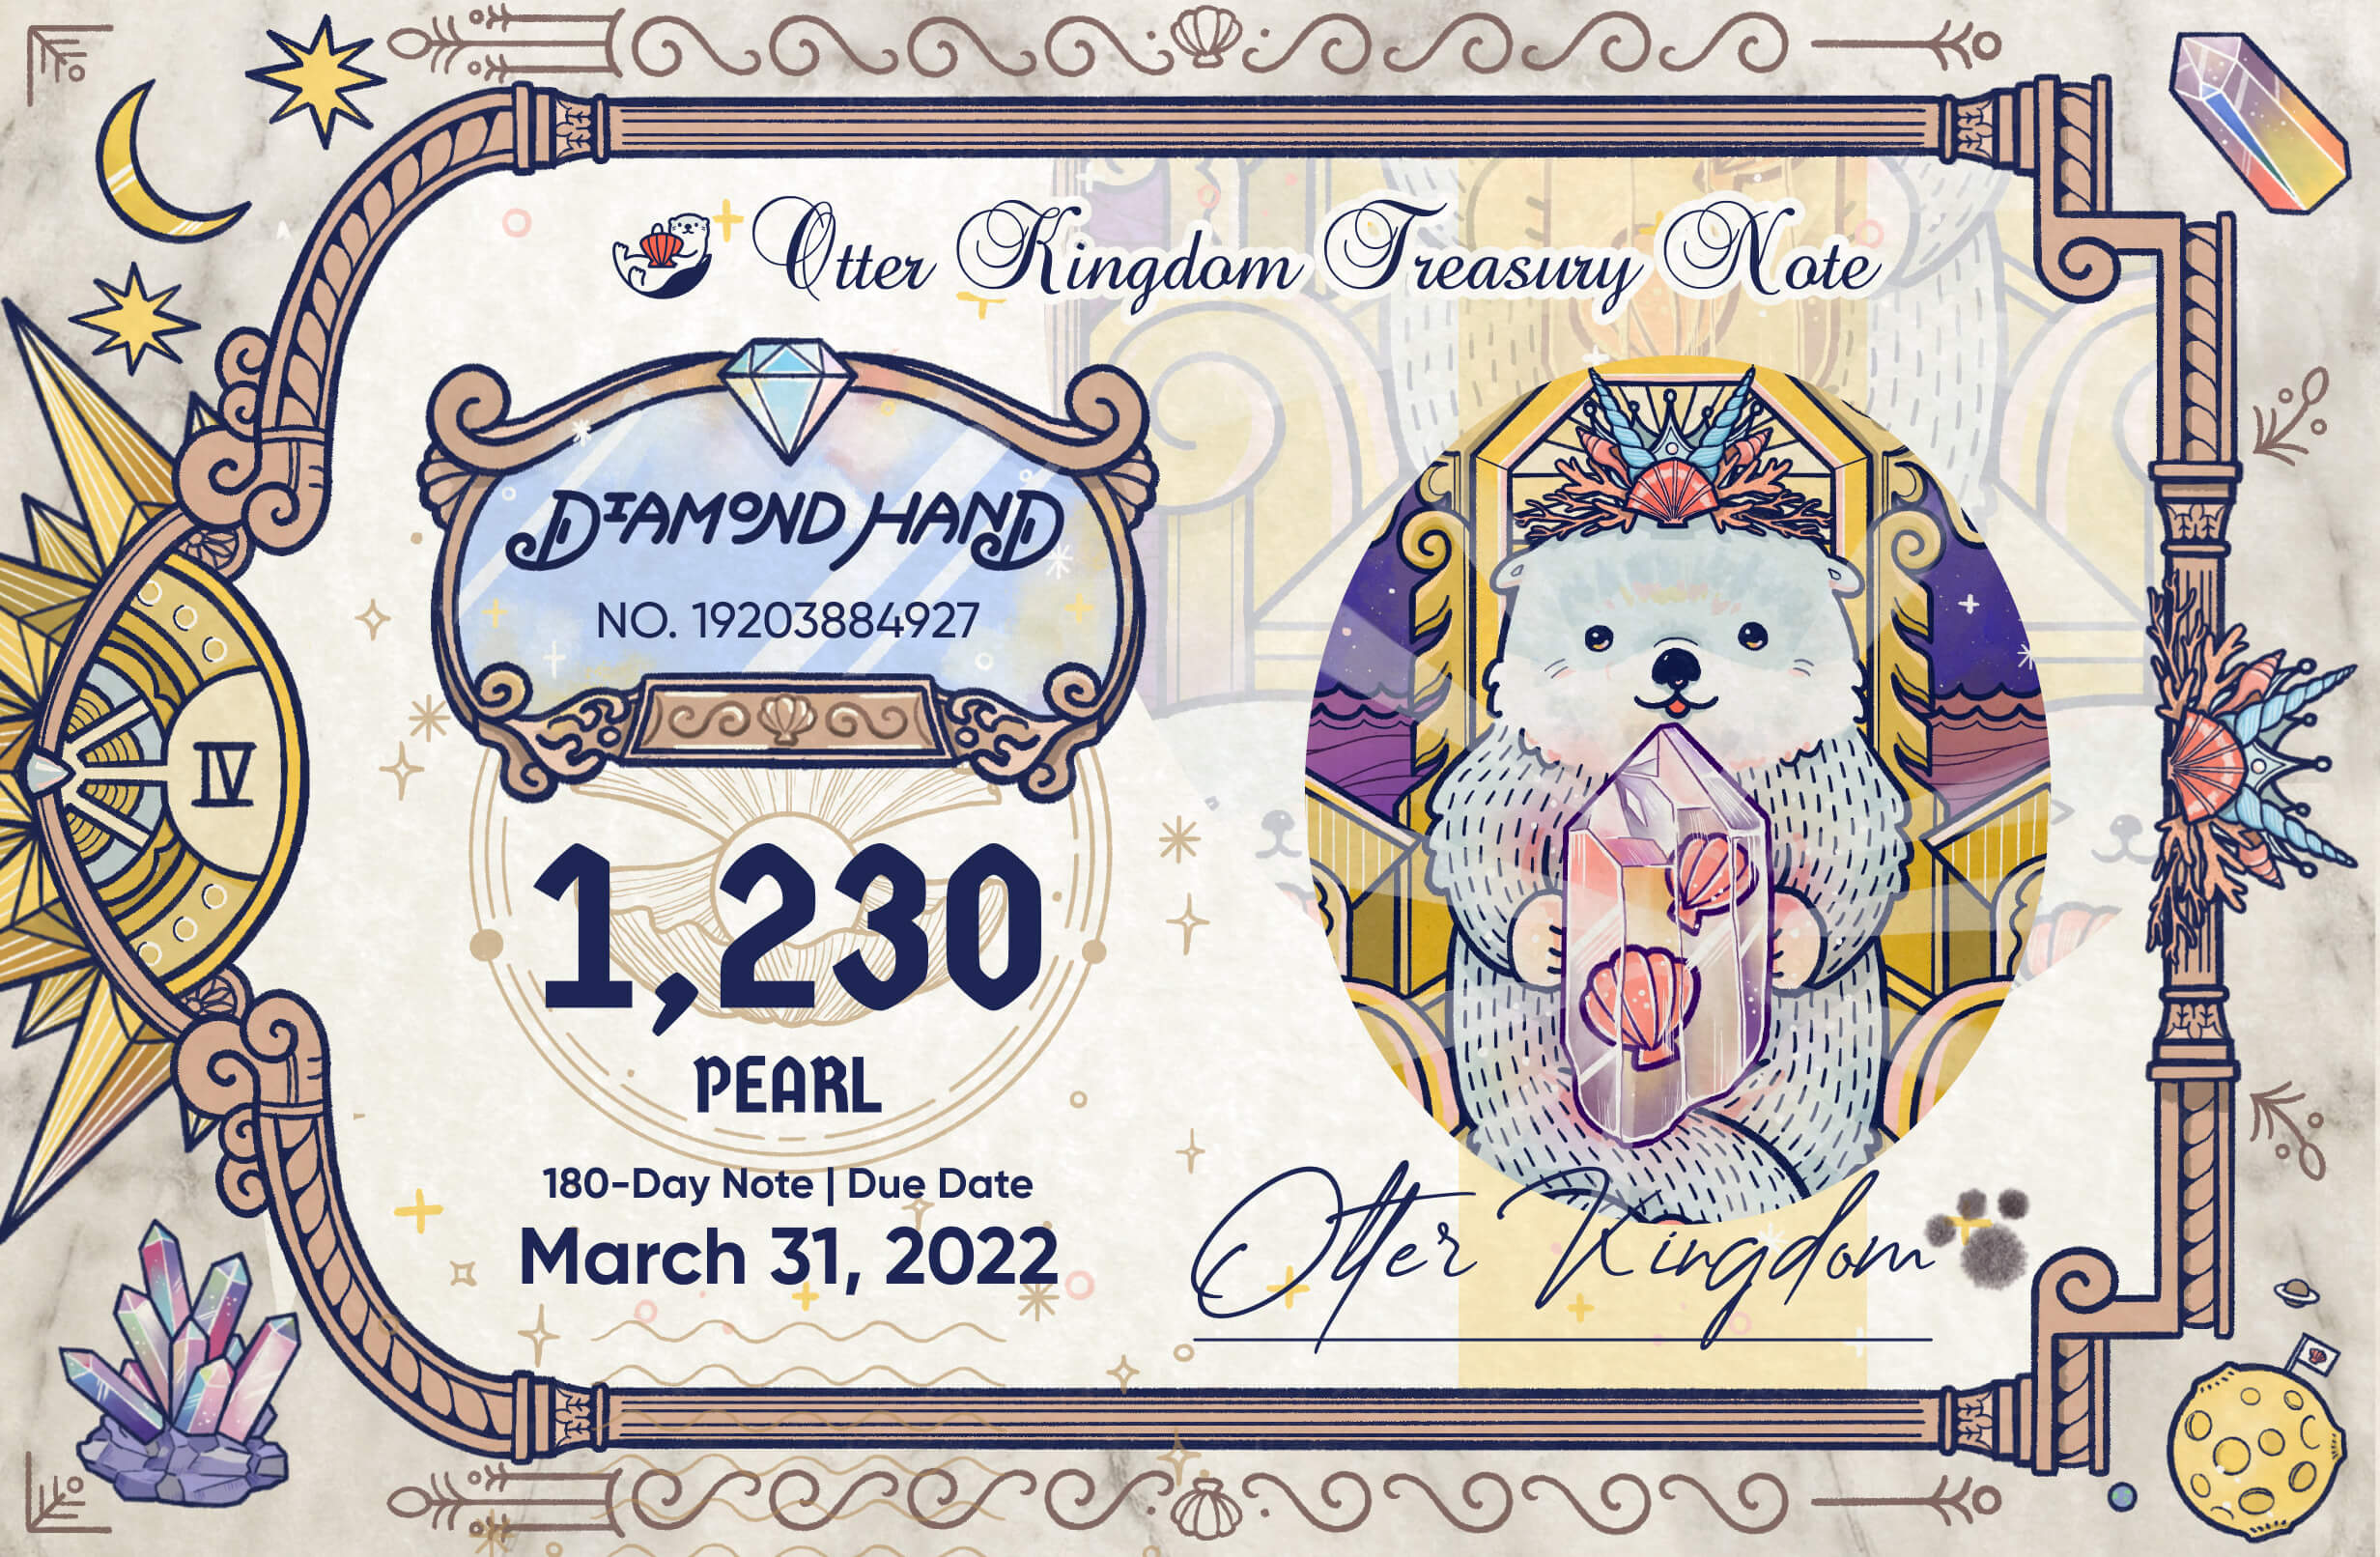 Otter Kingdom Treasury Note
DIAMOND HAND
NO. 19203884927
IV
1,230
PEARL
180-Day Note | Due Date
March 31, 2022
Otter Kingdom